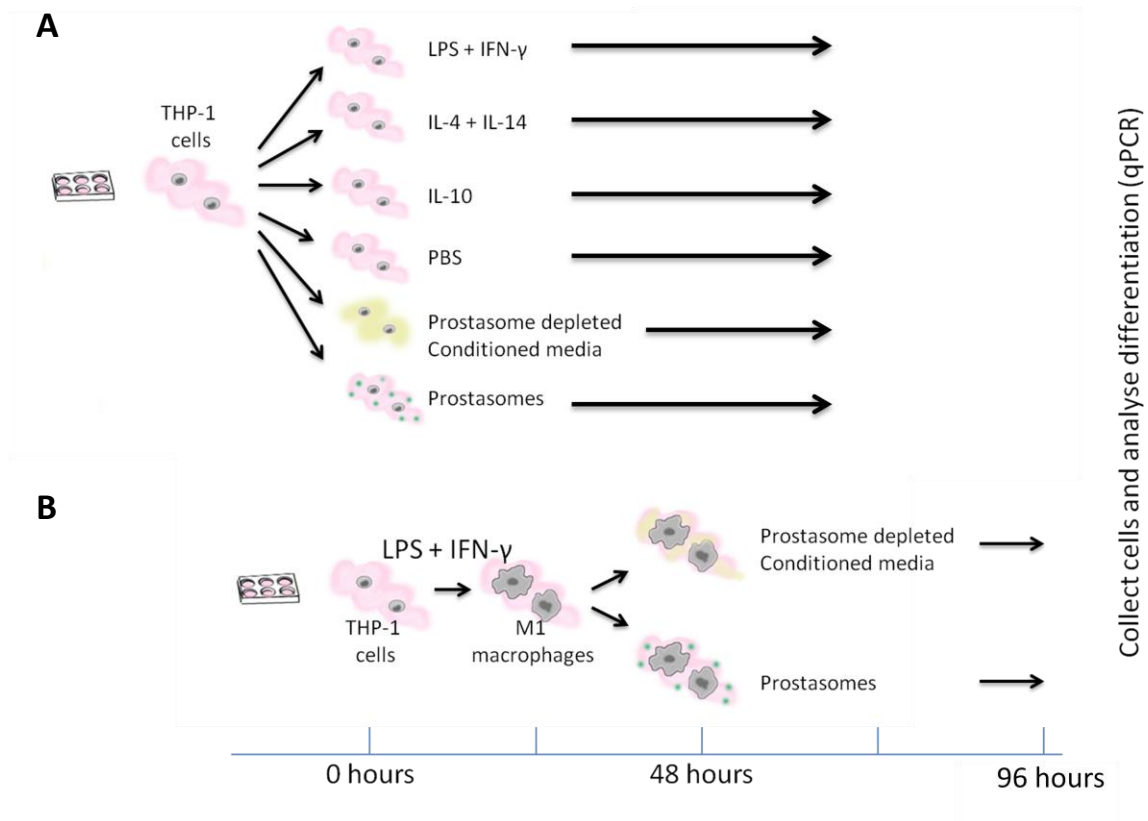 A
THP-1
cells
LPS + IFN-γ
IL-4 + IL-14
IL-10
PBS
Prostasome depleted
Conditioned media
Prostasomes
Collect cells and analyse differentiation (qPCR)
B
LPS + IFN-γ
THP-1
cells
M1
macrophages
Prostasome depleted
Conditioned media
Prostasomes
0 hours
48 hours
96 hours